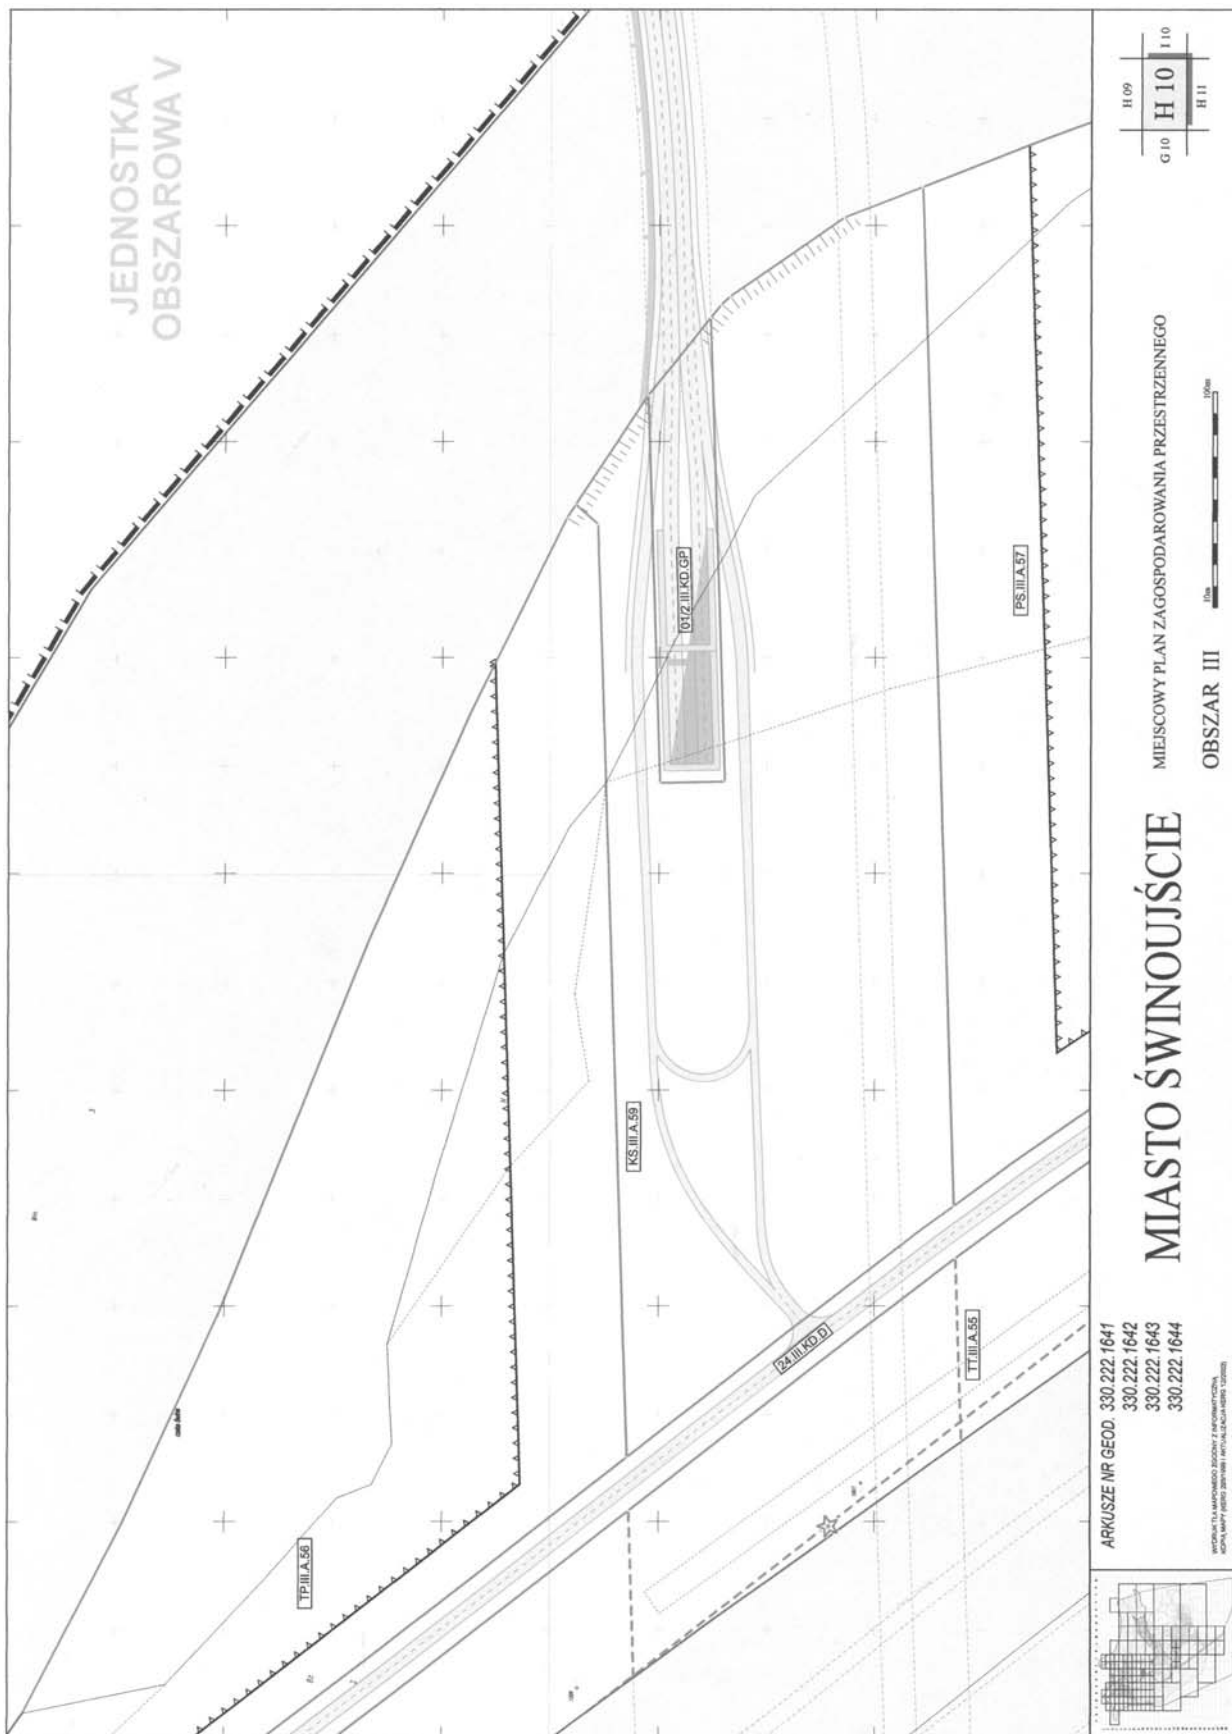 JEDNOSTKA
OBSZAROWA V
01/2.III.KD.GP
PS.III.A.57
KS.III.A.59
24.III.KD.D
TT.III.A.55
TP.III.A.56
H 09
G 10
H 10
I 10
H 11
MIEJSCOWY PLAN ZAGOSPODAROWANIA PRZESTRZENNEGO
MIASTO ŚWINOUJŚCIE
OBSZAR III
10m
100m
ARKUSZE NR GEOD. 330.222.1641
330.222.1642
330.222.1643
330.222.1644